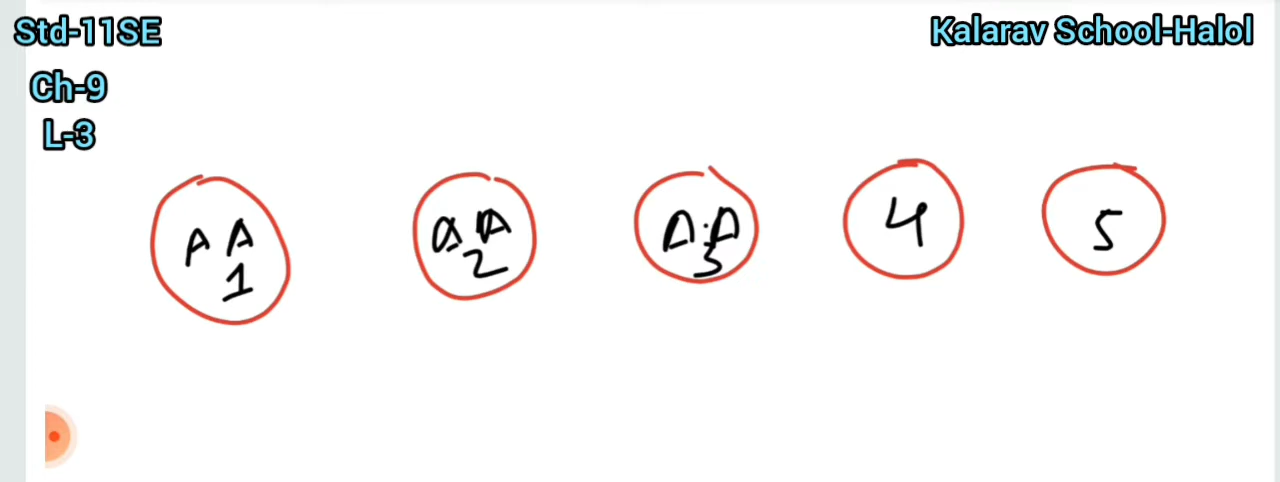 Std-11SE
Kalarav School-Halol
Ch-9
L-3
A A
1
a A
2
A.A
3
4
5